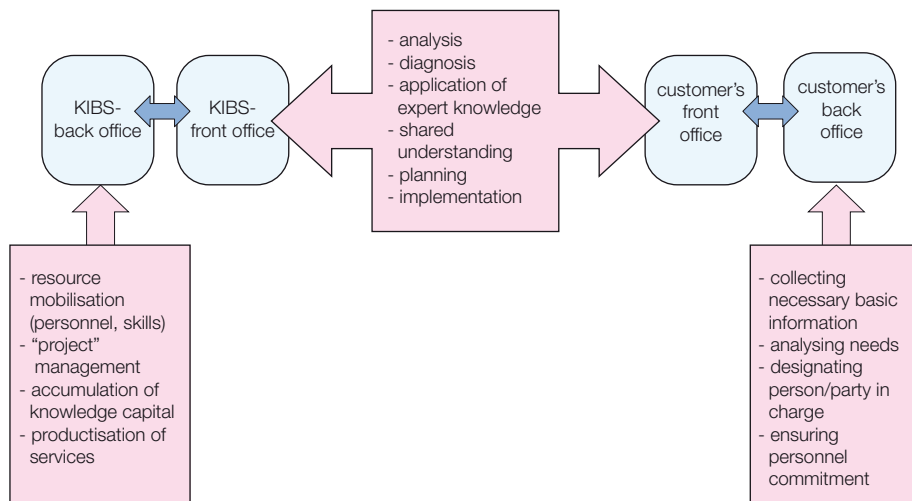 KIBS-
back office
KIBS-
front office
- analysis
- diagnosis
- application of
expert knowledge
- shared
understanding
- planning
- implementation
customer’s
front
office
customer’s
back
office
- resource
mobilisation
(personnel, skills)
- “project”
management
- accumulation of
knowledge capital
- productisation of
services
- collecting
necessary basic
information
- analysing needs
- designating
person/party in
charge
- ensuring
personnel
commitment